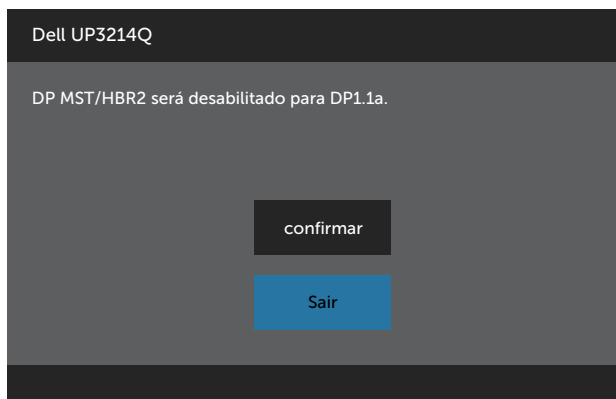 Dell UP3214Q
DP MST/HBR2 será desabilitado para DP1.1a.
confirmar
Sair